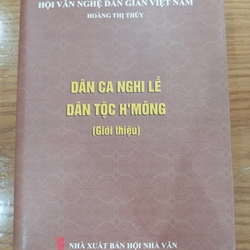 HỘI VĂN NGHỆ DÂN GIAN VIỆT NAM
HOÀNG THỊ THỦY
DÂN CA NGHI LỄ
DÂN TỘC H'MÔNG
(Giới thiệu)
NHÀ XUẤT BẢN HỘI NHÀ VĂN